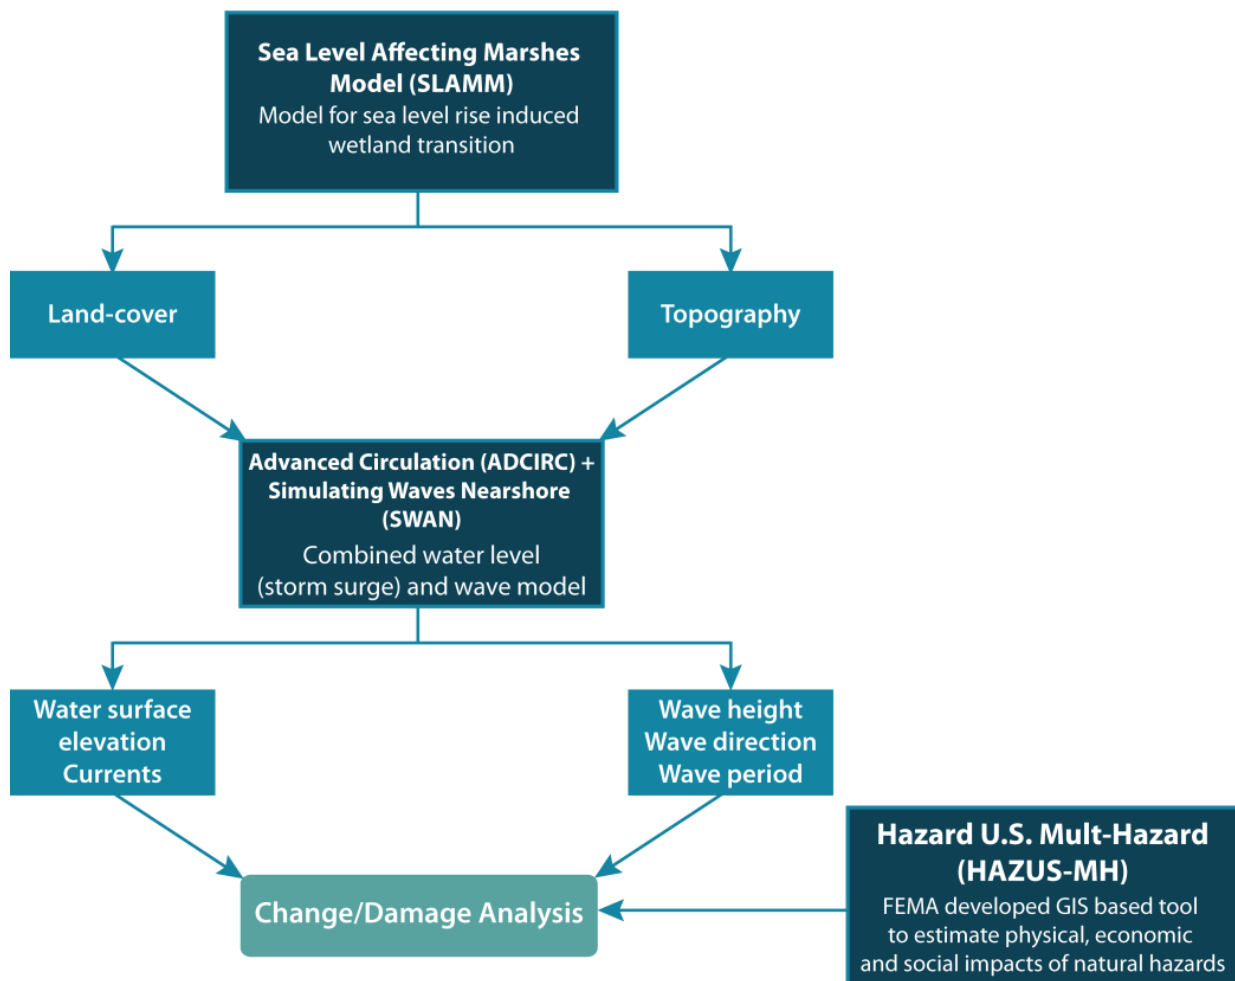 Sea Level Affecting Marshes
Model (SLAMM)
Model for sea level rise induced
wetland transition
Land-cover
Topography
Advanced Circulation (ADCIRC) +
Simulating Waves Nearshore
(SWAN)
Combined water level
(storm surge) and wave model
Water surface
elevation
Currents
Wave height
Wave direction
Wave period
Hazard U.S. Mult-Hazard
(HAZUS-MH)
FEMA developed GIS based tool
to estimate physical, economic
and social impacts of natural hazards
Change/Damage Analysis